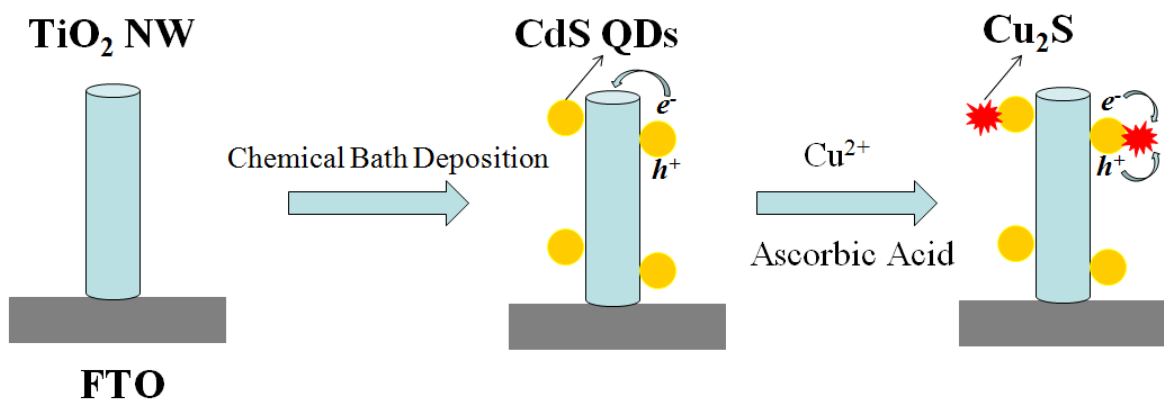 TiO₂ NW
FTO
Chemical Bath Deposition
CdS QDs
e⁻
h⁺
Cu²⁺
Ascorbic Acid
Cu₂S
e⁻
h⁺